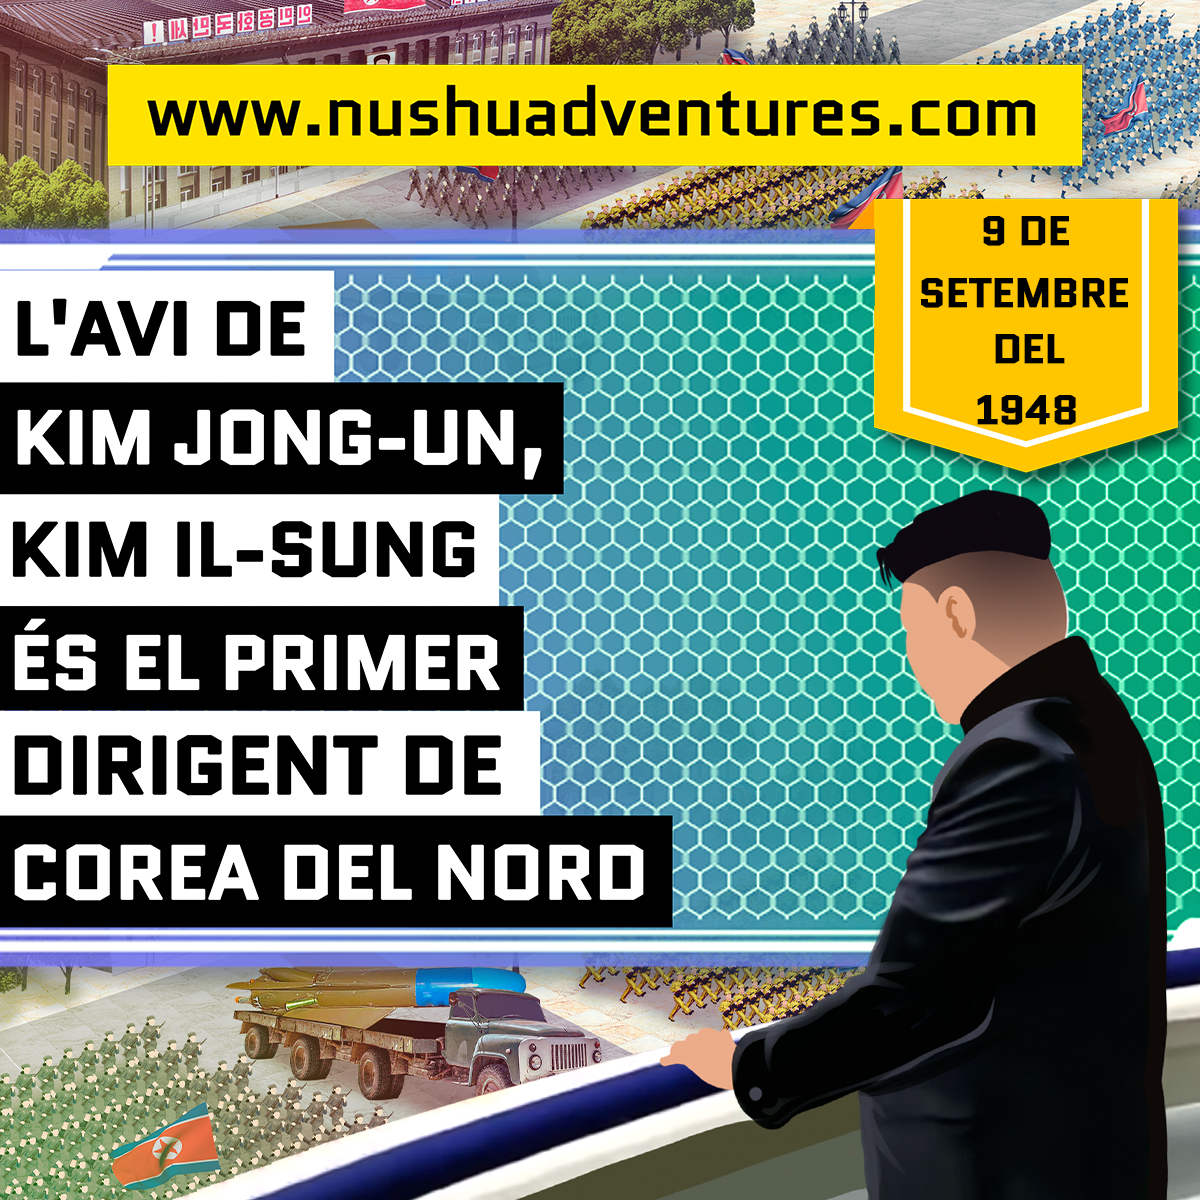 www.nushuadventures.com
9 DE
SETEMBRE
DEL
1948
L'AVI DE
KIM JONG-UN,
KIM IL-SUNG
ÉS EL PRIMER
DIRIGENT DE
COREA DEL NORD